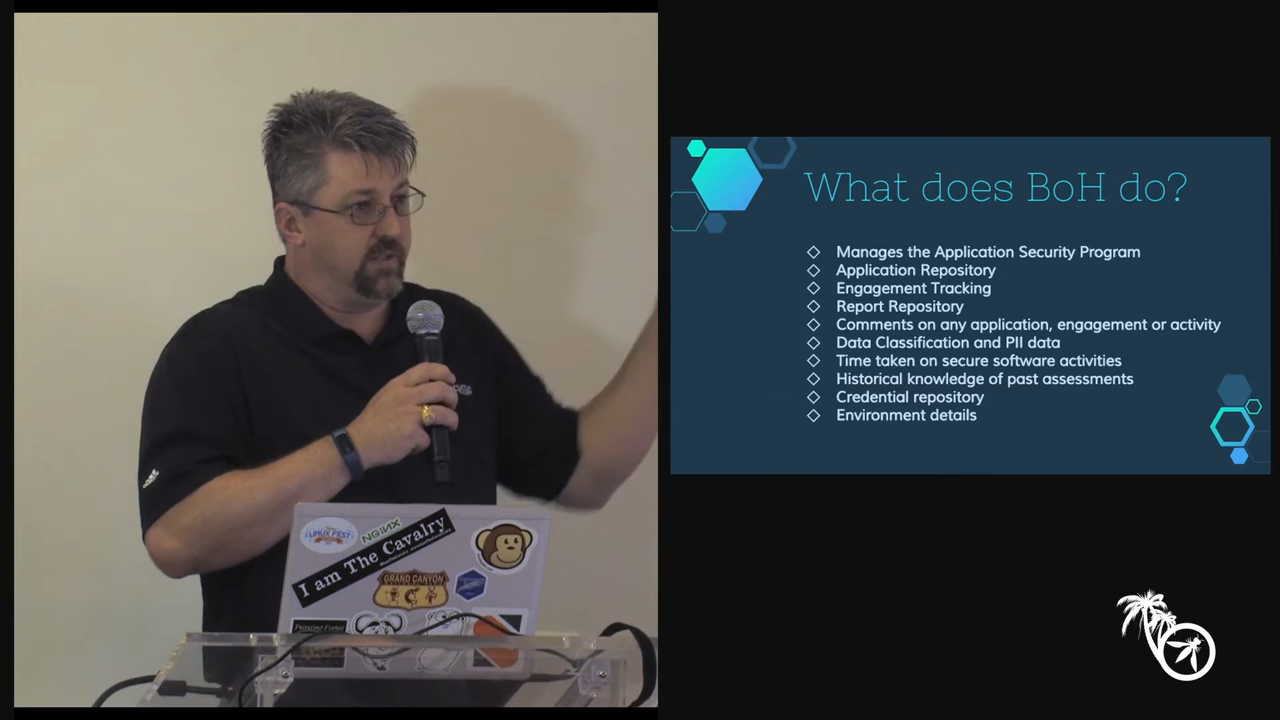 What does BoH do?
Manages the Application Security Program
Application Repository
Engagement Tracking
Report Repository
Comments on any application, engagement or activity
Data Classification and PII data
Time taken on secure software activities
Historical knowledge of past assessments
Credential repository
Environment details
LINUX FEST
NGINX
I am The Cavalry
GRAND CANYON